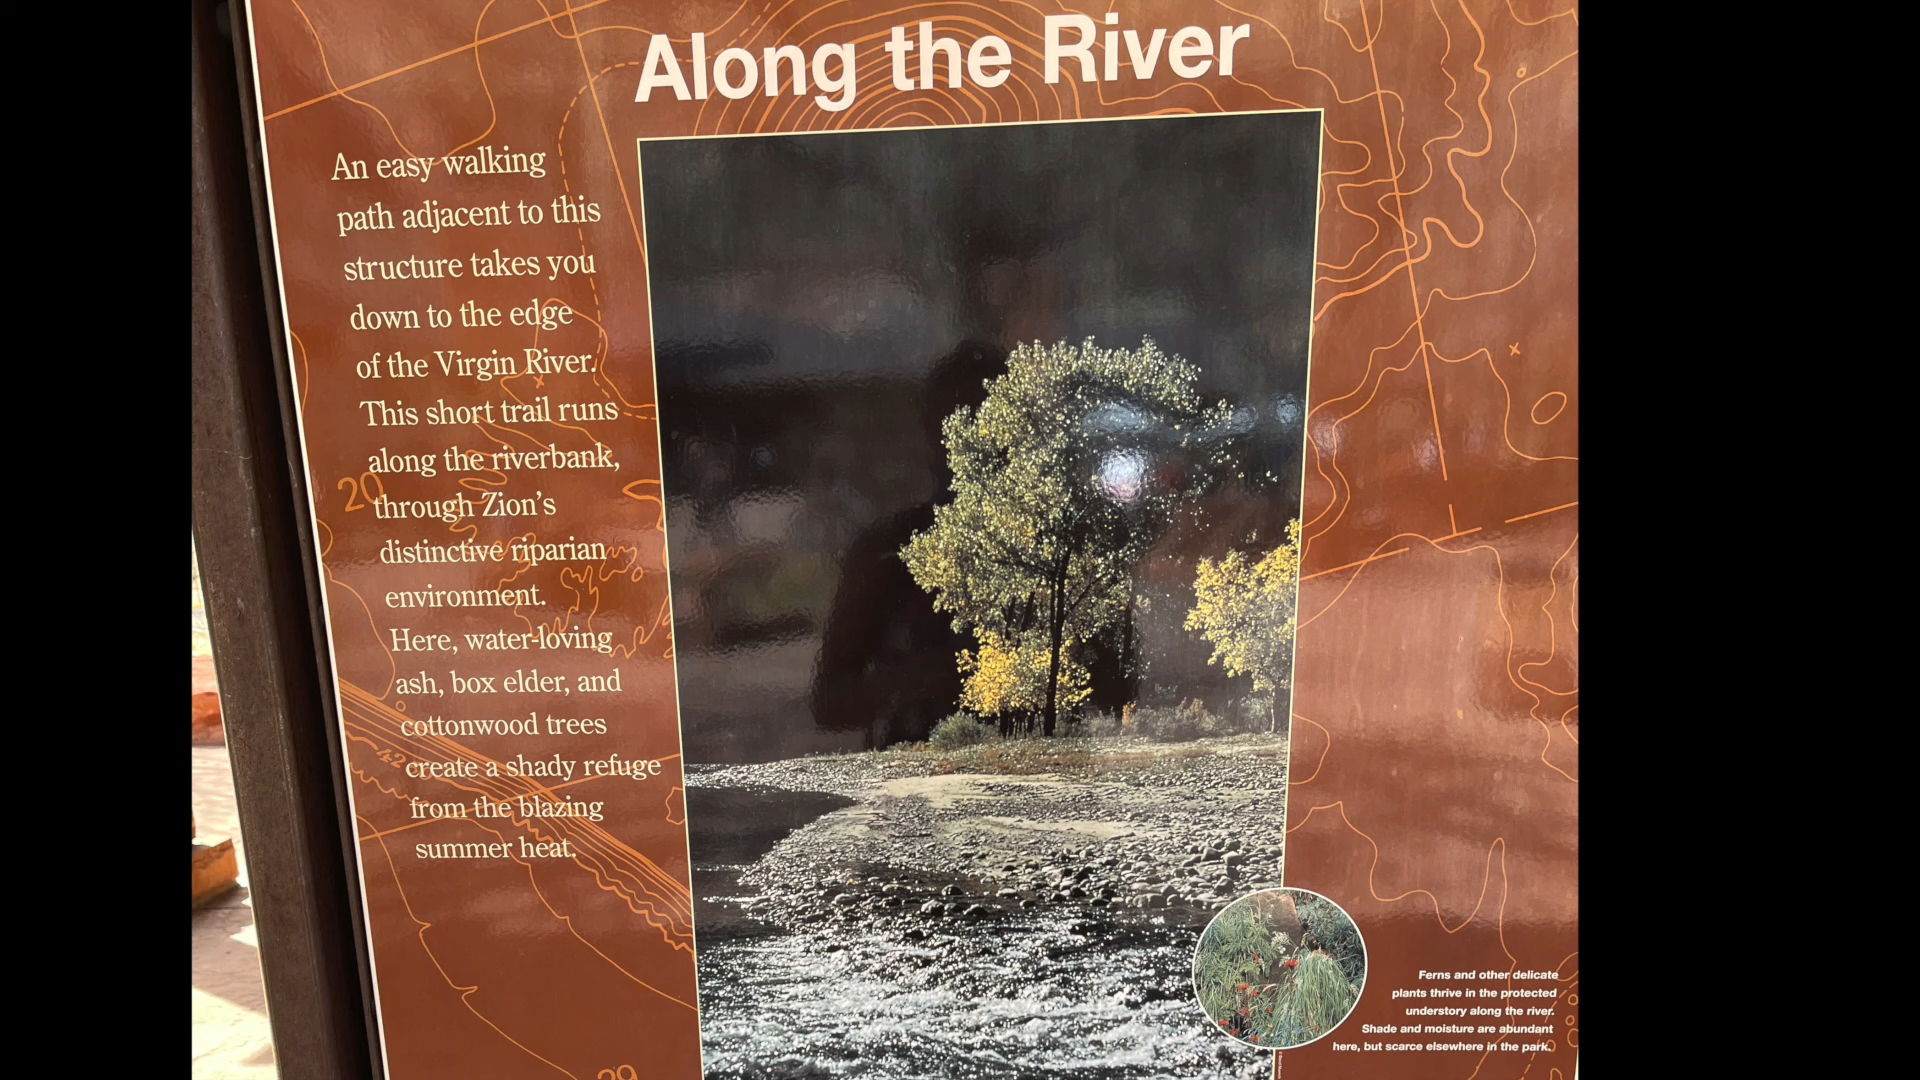 Along the River
An easy walking
path adjacent to this
structure takes you
down to the edge
of the Virgin River.
This short trail runs
along the riverbank,
through Zion's
distinctive riparian
environment.
Here, water-loving
ash, box elder, and
cottonwood trees
create a shady refuge
from the blazing
summer heat.
20
42
29
Ferns and other delicate
plants thrive in the protected
understory along the river.
Shade and moisture are abundant
here, but scarce elsewhere in the park.